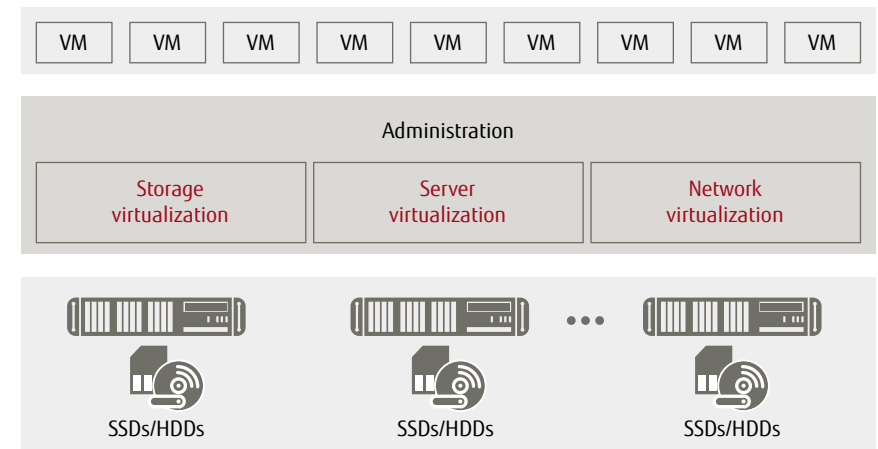 VM VM VM VM VM VM VM VM VM
Administration
Storage
virtualization
Server
virtualization
Network
virtualization
SSDs/HDDs SSDs/HDDs SSDs/HDDs